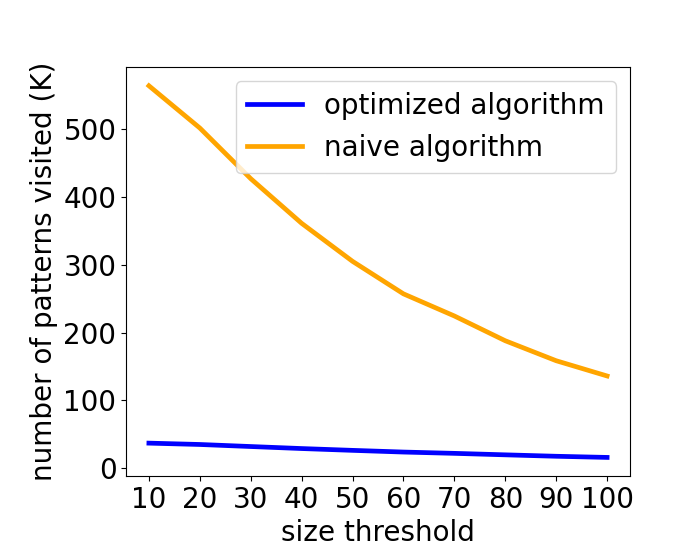 number of patterns visited (K)
500
400
300
200
100
0
optimized algorithm
naive algorithm
10 20 30 40 50 60 70 80 90 100
size threshold